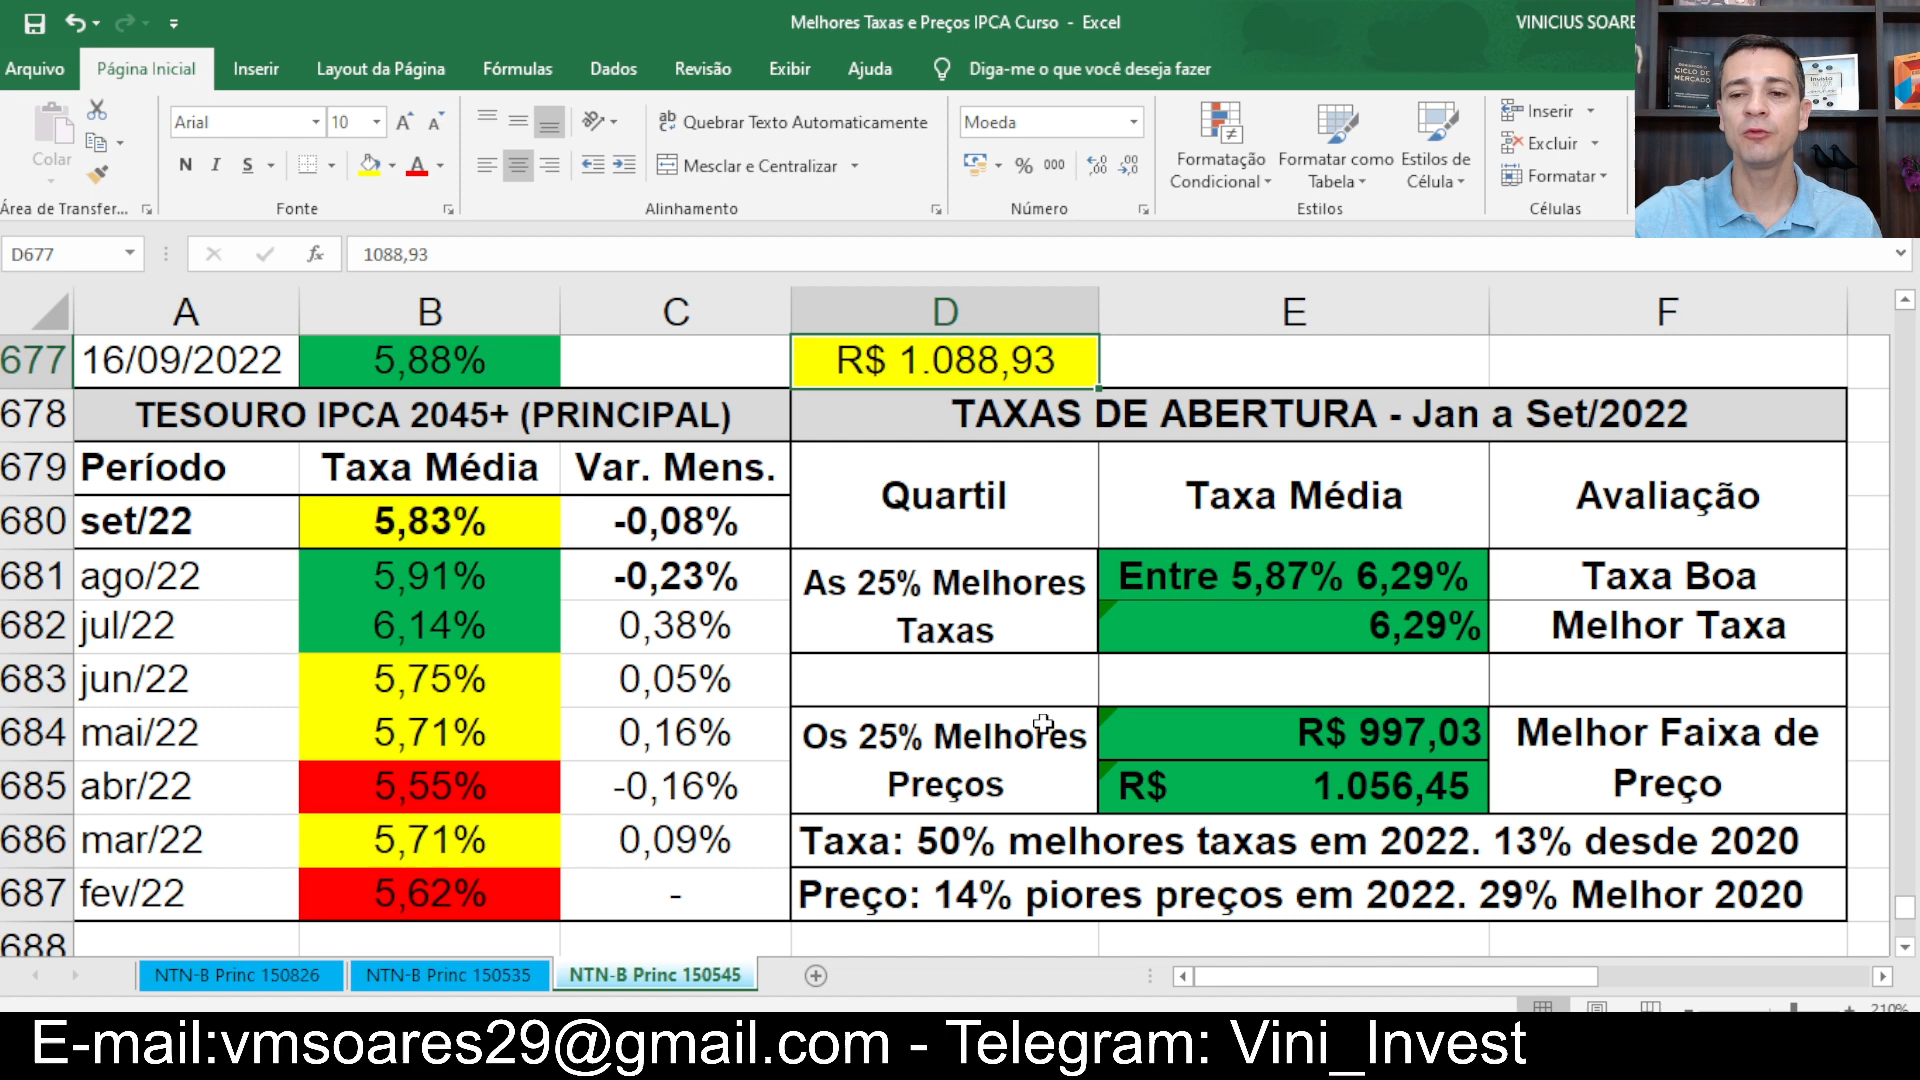 Melhores Taxas e Preços IPCA Curso - Excel
VINICIUS SOARE
Arquivo Página Inicial Inserir Layout da Página Fórmulas Dados Revisão Exibir Ajuda Diga-me o que você deseja fazer
Colar
Arial 10
N I S
Quebrar Texto Automaticamente
Mesclar e Centralizar
Moeda
% 000
Formatação Condicional
Formatar como Tabela
Estilos de Célula
Inserir
Excluir
Formatar
Área de Transfer... Fonte Alinhamento Número Estilos Células
CICLO DE MERCADO
D677 fx 1088,93
A B C D E F
677 16/09/2022 5,88% R$ 1.088,93
678 TESOURO IPCA 2045+ (PRINCIPAL) TAXAS DE ABERTURA - Jan a Set/2022
679 Período Taxa Média Var. Mens. Quartil Taxa Média Avaliação
680 set/22 5,83% -0,08%
681 ago/22 5,91% -0,23% As 25% Melhores Taxas Entre 5,87% 6,29% Taxa Boa
682 jul/22 6,14% 0,38% 6,29% Melhor Taxa
683 jun/22 5,75% 0,05%
684 mai/22 5,71% 0,16% Os 25% Melhores Preços R$ 997,03 Melhor Faixa de Preço
685 abr/22 5,55% -0,16% R$ 1.056,45
686 mar/22 5,71% 0,09% Taxa: 50% melhores taxas em 2022. 13% desde 2020
687 fev/22 5,62% - Preço: 14% piores preços em 2022. 29% Melhor 2020
688
NTN-B Princ 150826 NTN-B Princ 150535 NTN-B Princ 150545
210%
E-mail:vmsoares29@gmail.com - Telegram: Vini_Invest